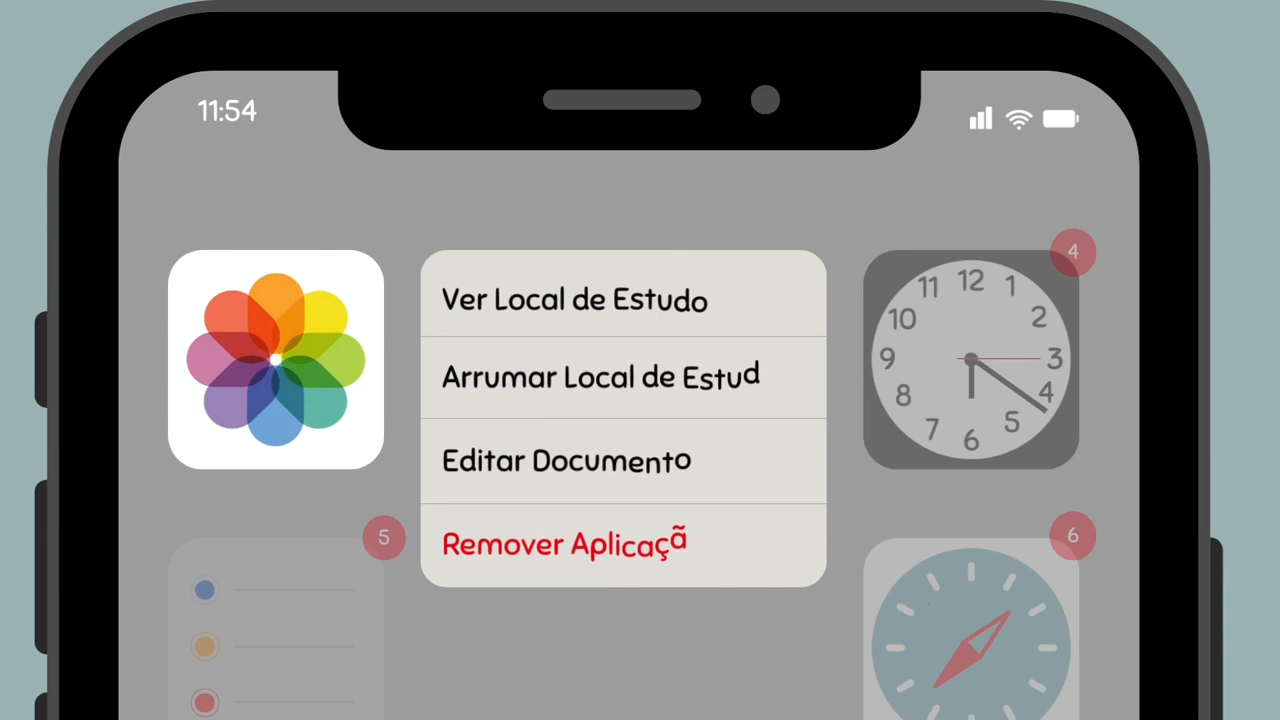 11:54
4
Ver Local de Estudo
Arrumar Local de Estud
Editar Documento
Remover Aplicaçã
12
11 1
10 2
9 3
8 4
7 5
6
5
6